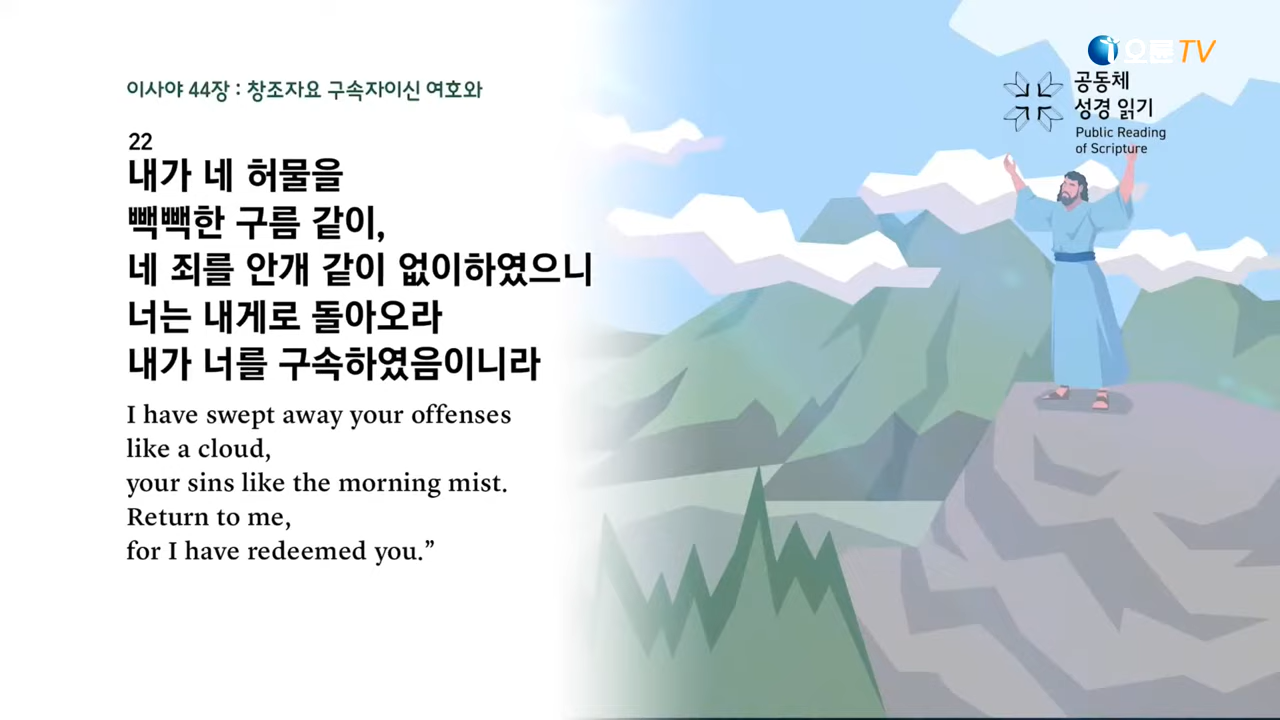 이사야 44장 : 창조자요 구속자이신 여호와
22
내가 네 허물을
빽빽한 구름 같이,
네 죄를 안개 같이 없이하였으니
너는 내게로 돌아오라
내가 너를 구속하였음이니라
I have swept away your offenses
like a cloud,
your sins like the morning mist.
Return to me,
for I have redeemed you.”
오륜TV
공동체
성경 읽기
Public Reading
of Scripture